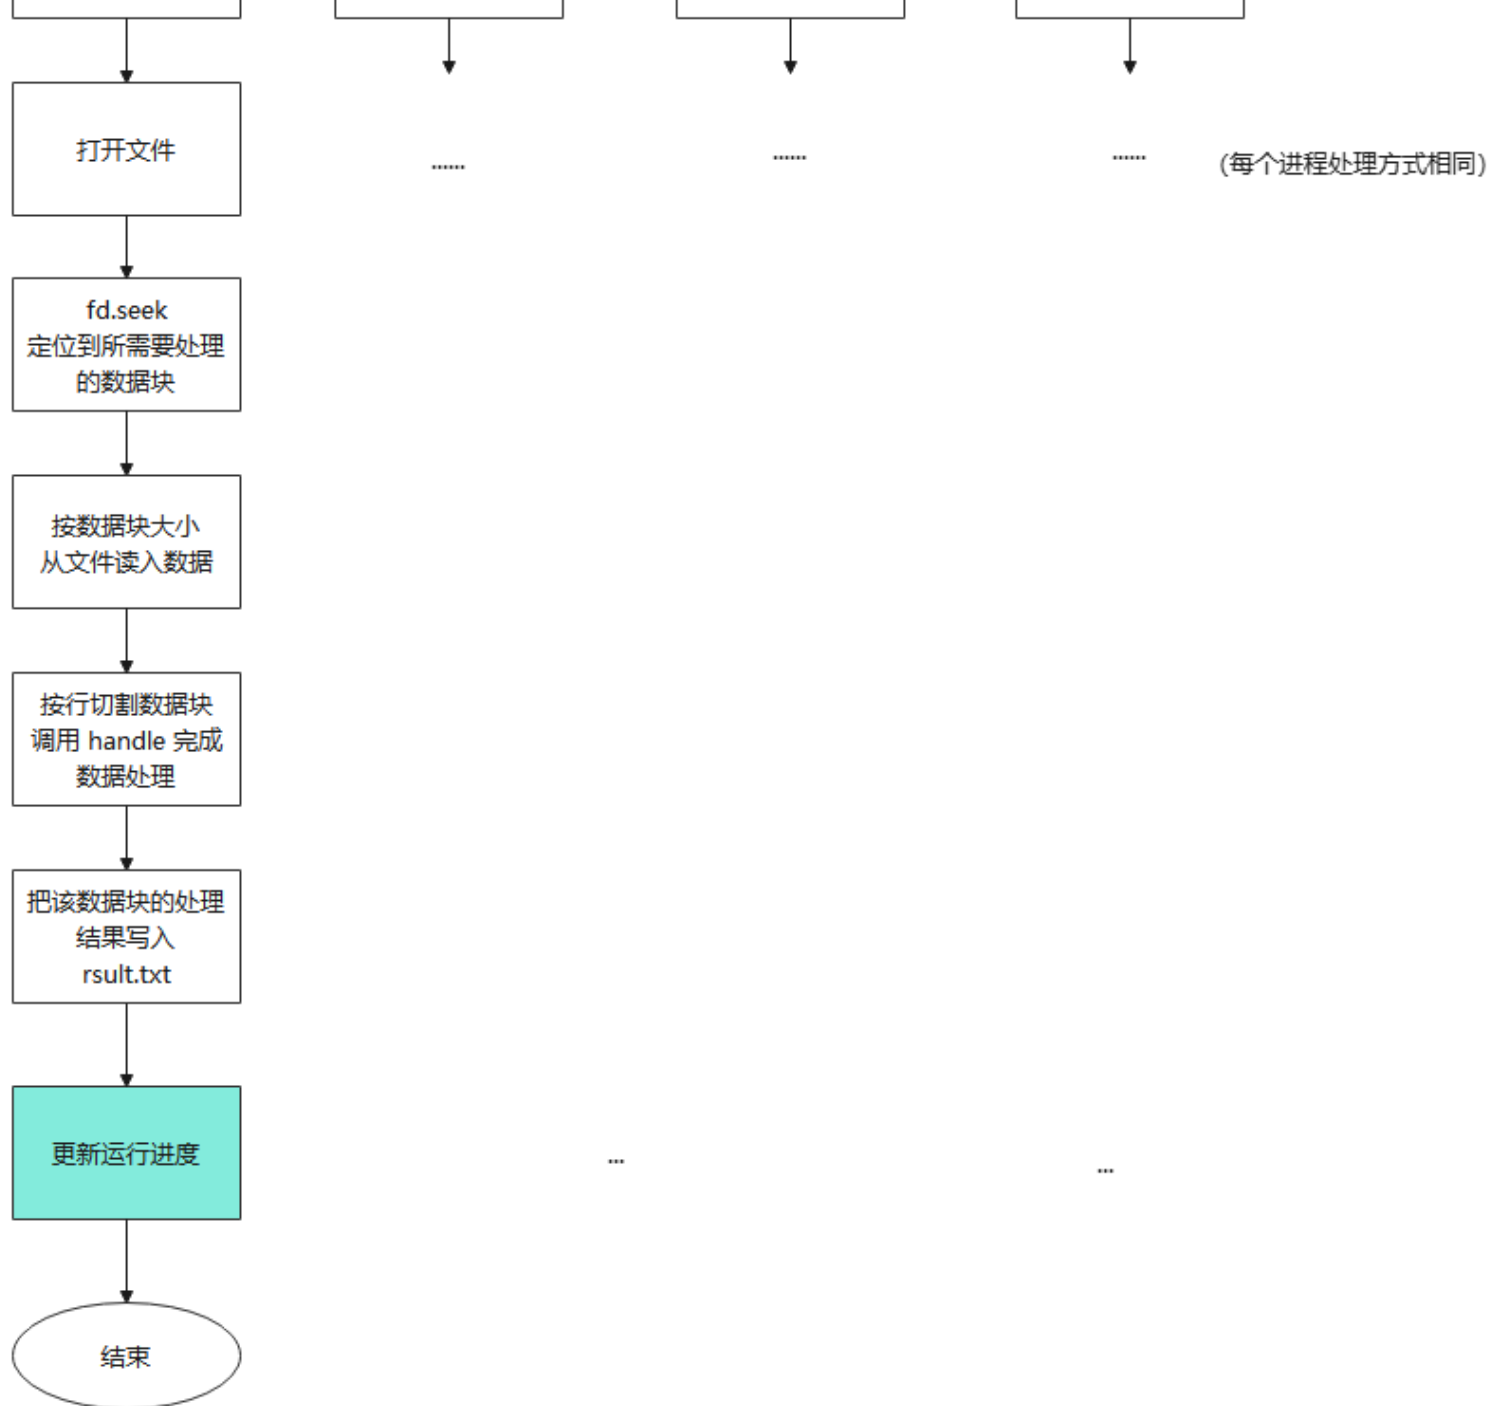 打开文件
······
······
······
(每个进程处理方式相同)
fd.seek
定位到所需要处理
的数据块
按数据块大小
从文件读入数据
按行切割数据块
调用 handle 完成
数据处理
把该数据块的处理
结果写入
rsult.txt
更新运行进度
...
...
结束